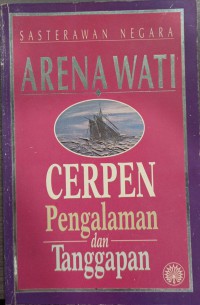 SASTERAWAN NEGARA
ARENA WATI
CERPEN
Pengalaman
dan
Tanggapan